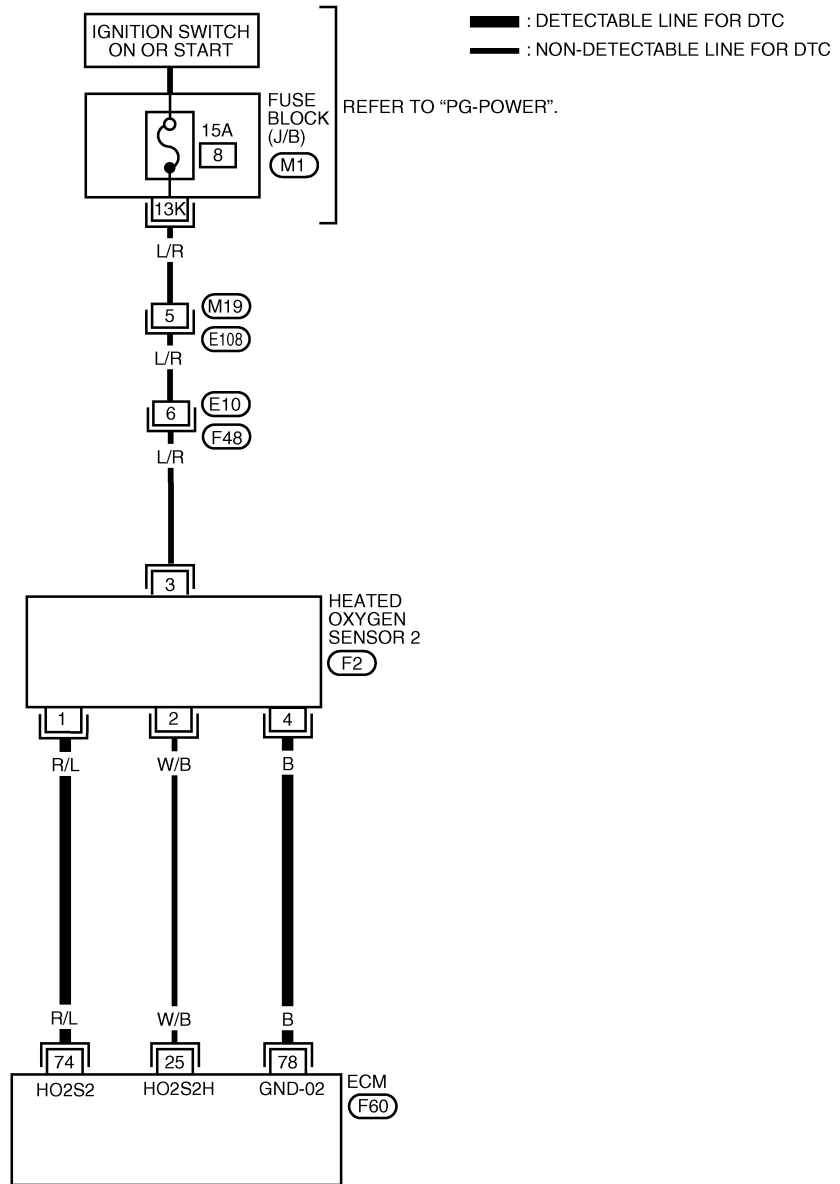 IGNITION SWITCH
ON OR START
: DETECTABLE LINE FOR DTC
: NON-DETECTABLE LINE FOR DTC
FUSE
BLOCK
(J/B)
M1
15A
8
REFER TO “PG-POWER”.
13K
L/R
5
M19
E108
L/R
6
E10
F48
L/R
3
HEATED
OXYGEN
SENSOR 2
F2
1
2
4
R/L
W/B
B
R/L
W/B
B
74
25
78
HO2S2
HO2S2H
GND-02
ECM
F60